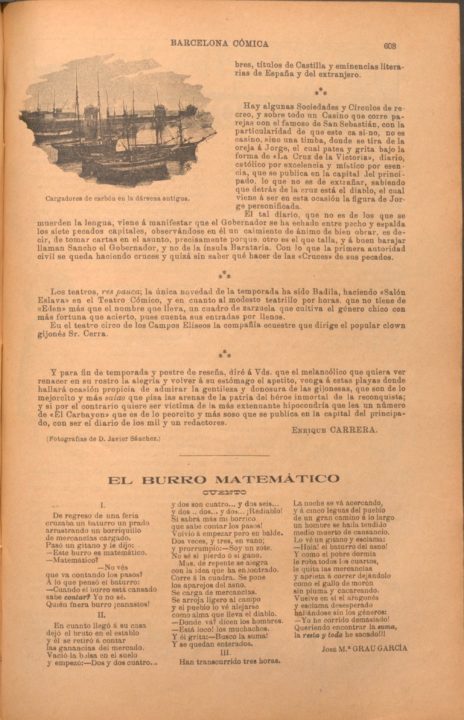 BARCELONA CÓMICA
603
bres, títulos de Castilla y eminencias litera-
rias de España y del extranjero.
Hay algunas Sociedades y Círculos de re-
creo, y sobre todo un Casino que corre pa-
rejas con el famoso de San Sebastián, con la
particularidad de que este ca si-no, no es
casino, sino una timba, donde se tira de la
oreja á Jorge, el cual patea y grita bajo la
forma de «La Cruz de la Victoria», diario,
católico por excelencia y místico por esen-
cia, que se publica en la capital del princi-
pado, lo que no es de extrañar, sabiendo
que detrás de la cruz está el diablo, el cual
viene á ser en esta ocasión la figura de Jor-
ge personificada.
Cargadores de carbón en la dársena antigua.
El tal diario, que no es de los que se
muerden la lengua, viene á manifestar que el Gobernador se ha echado entre pecho y espalda
los siete pecados capitales, observándose en él un caimiento de ánimo de bien obrar, es de-
cir, de tomar cartas en el asunto, precisamente porque, otro es el que talla, y á buen barajar
llaman Sancho el Gobernador, y no de la ínsula Barataria. Con lo que la primera autoridad
civil se queda haciendo cruces y quizá sin saber qué hacer de las «Cruces» de sus pecados.
Los teatros, res pauca; la única novedad de la temporada ha sido Badila, haciendo «Salón
Eslava» en el Teatro Cómico, y en cuanto al modesto teatrillo por horas, que no tiene de
«Eden» más que el nombre que lleva, un cuadro de zarzuela que cultiva el género chico con
más fortuna que acierto, pues cuenta sus entradas por llenos.
En el teatro circo de los Campos Elíseos la compañía ecuestre que dirige el popular clown
gijonés Sr. Cerra.
Y para fin de temporada y postre de reseña, diré á Vds. que el melancólico que quiera ver
renacer en su rostro la alegría y volver á su estómago el apetito, venga á estas playas donde
hallará ocasión propicia de admirar la gentileza y donosura de las gijonesas, que son de lo
mejorcito y más salao que pisa las arenas de la patria del héroe inmortal de la reconquista;
y si por el contrario quiere ser víctima de la más extenuante hipocondría que lea un número
de «El Carbayón» que es de lo peorcito y más soso que se publica en la capital del principa-
do, con ser el diario de los mil y un redactores.
ENRIQUE CARRERA.
(Fotografías de D. Javier Sánchez.)
EL BURRO MATEMÁTICO
CUENTO
I.
De regreso de una feria
cruzaba un baturro un prado
arrastrando un borriquillo
de mercancías cargado.
Pasó un gitano y le dijo:
—Este burro es matemático.
—Matemático?
—No vés
que va contando los pasos?
Á lo que pensó el baturro:
—Cuando el burro está cansado
sabe contar? Yo no sé.
Quién fuera burro ¡canastos!
II.
En cuanto llegó á su casa
dejó el bruto en el establo
y él se retiró á contar
las ganancias del mercado.
Vació la bolsa en el suelo
y empezó:—Dos y dos cuatro...
y dos son cuatro... y dos seis...
y dos .. dos... y dos... ¡Rediablo!
Si sabrá más mi borrico
que sabe contar los pasos!
Volvió á empezar pero en balde.
Dos veces, y tres, en vano;
y prorrumpió:—Soy un zote.
No sé si pierdo ó si gano.
Mas, de repente se alegra
con la idea que ha encontrado.
Corre á la cuadra. Se pone
los aparejos del asno.
Se carga de mercancías.
Se arroja ligero al campo
y el pueblo lo vé alejarse
como alma que lleva el diablo.
—Dónde va? dicen los hombres.
—Está loco! los muchachos.
Y él grita:—Busco la suma!
Y se quedan enterados.
III.
Han transcurrido tres horas.
La noche se vá acercando,
y á cinco leguas del pueblo
de un gran camino á lo largo
un hombre se halla tendido
medio muerto de cansancio.
Lo vé un gitano y esclama:
—Hola! el baturro del asno!
Y como el pobre dormía
le roba todos los cuartos,
le quita las mercancías
y aprieta á correr dejándole
como el gallo de morón
sin pluma y cacareando.
Vuelve en sí el aragonés
y esclama desesperado
hallándose sin los géneros:
—Yo he corrido demasiado!
Queriendo encontrar la suma,
la resta y toda he sacado!!!
José M.ª GRAU GARCÍA